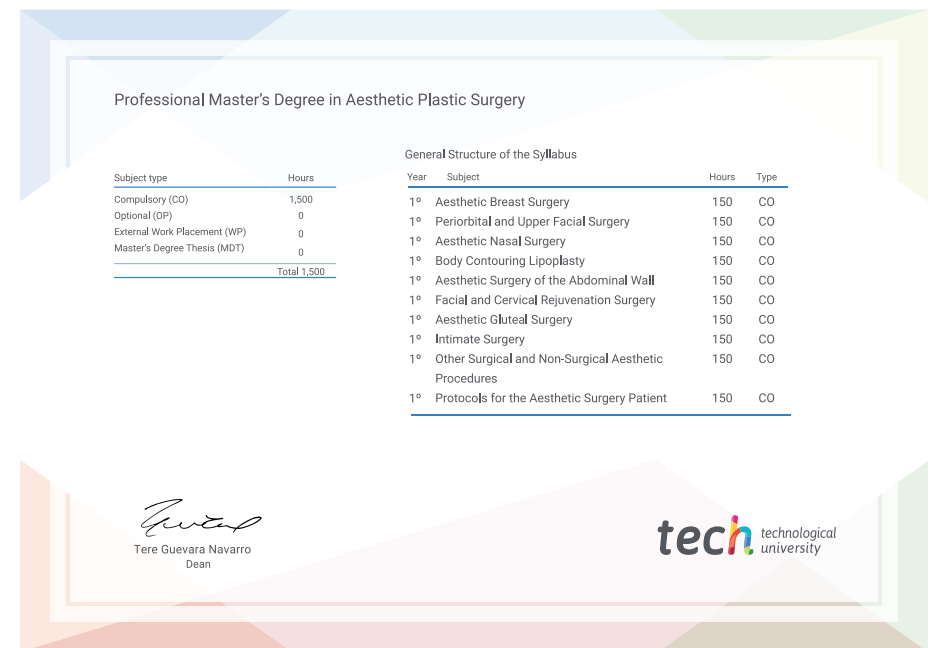 Professional Master's Degree in Aesthetic Plastic Surgery
Subject type Hours
Compulsory (CO) 1,500
Optional (OP) 0
External Work Placement (WP) 0
Master's Degree Thesis (MDT) 0
Total 1,500
General Structure of the Syllabus
Year Subject Hours Type
1º Aesthetic Breast Surgery 150 CO
1º Periorbital and Upper Facial Surgery 150 CO
1º Aesthetic Nasal Surgery 150 CO
1º Body Contouring Lipoplasty 150 CO
1º Aesthetic Surgery of the Abdominal Wall 150 CO
1º Facial and Cervical Rejuvenation Surgery 150 CO
1º Aesthetic Gluteal Surgery 150 CO
1º Intimate Surgery 150 CO
1º Other Surgical and Non-Surgical Aesthetic 150 CO
Procedures
1º Protocols for the Aesthetic Surgery Patient 150 CO
Tere Guevara Navarro
Dean
tech technological
university